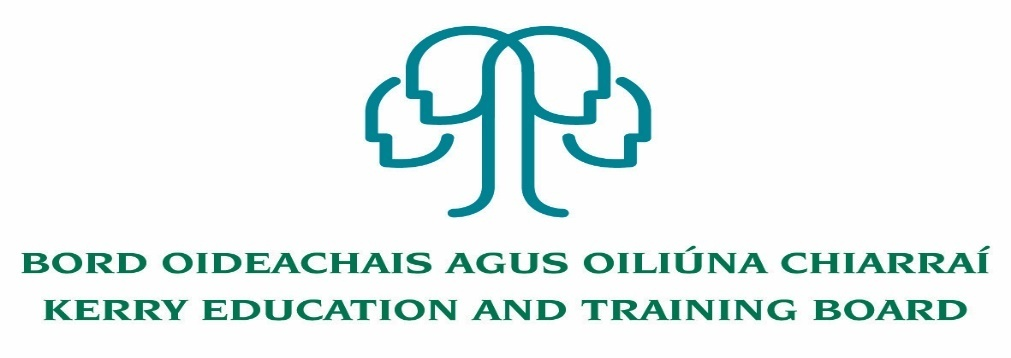 BORD OIDEACHAIS AGUS OILIÚNA CHIARRAÍ
KERRY EDUCATION AND TRAINING BOARD